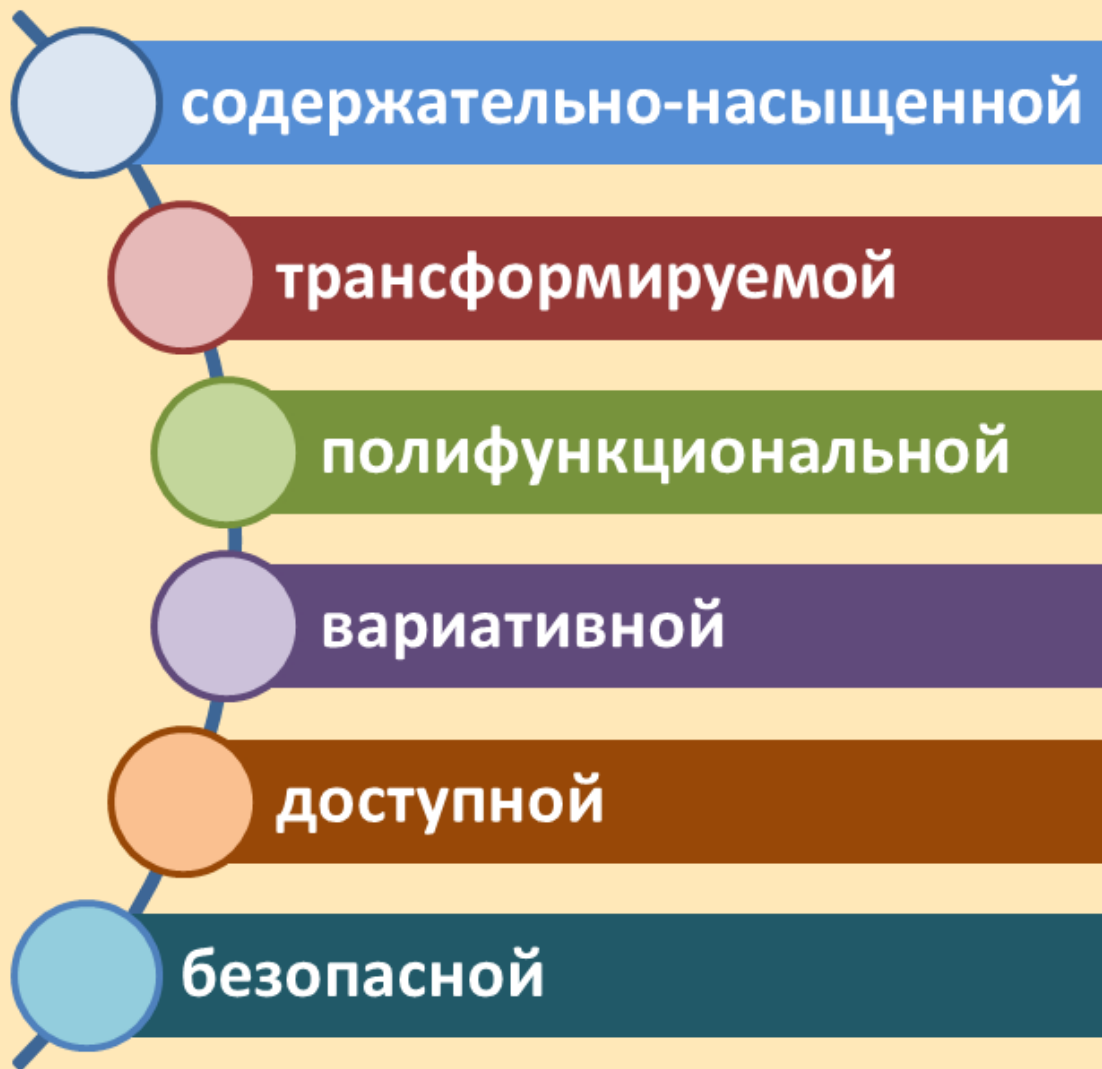 содержательно-насыщенной
трансформируемой
полифункциональной
вариативной
доступной
безопасной